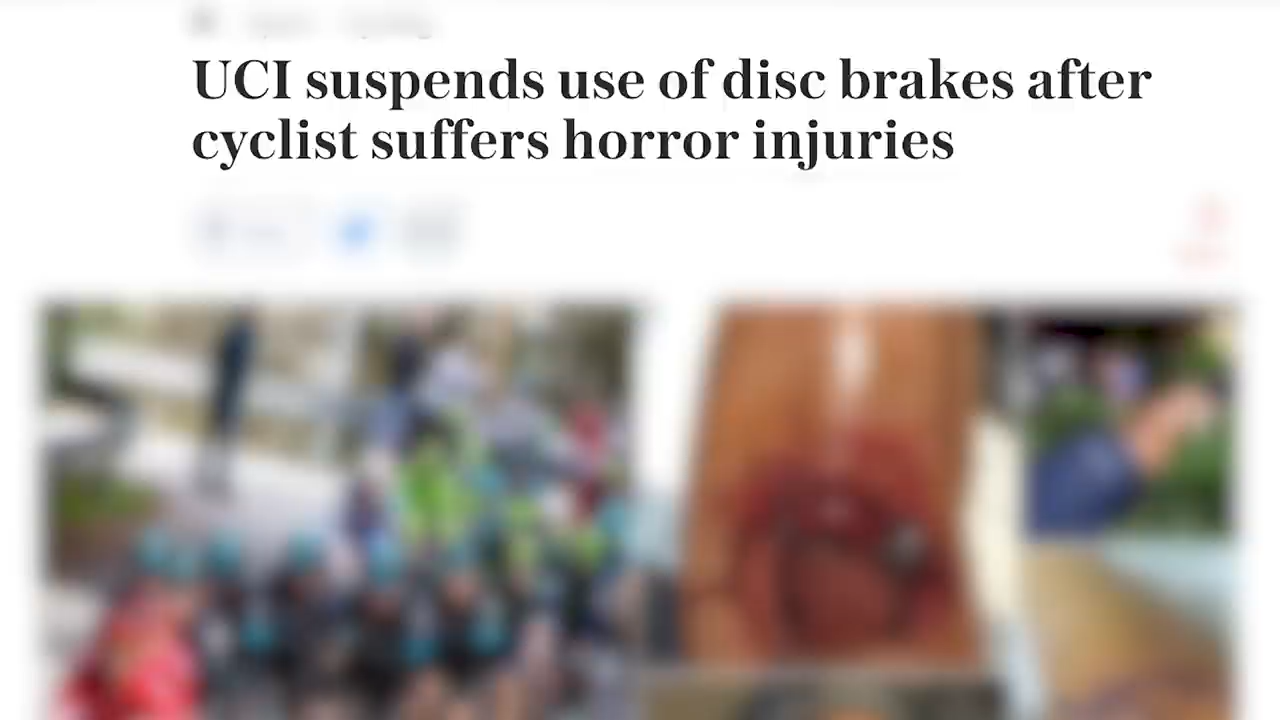 UCI suspends use of disc brakes after
cyclist suffers horror injuries